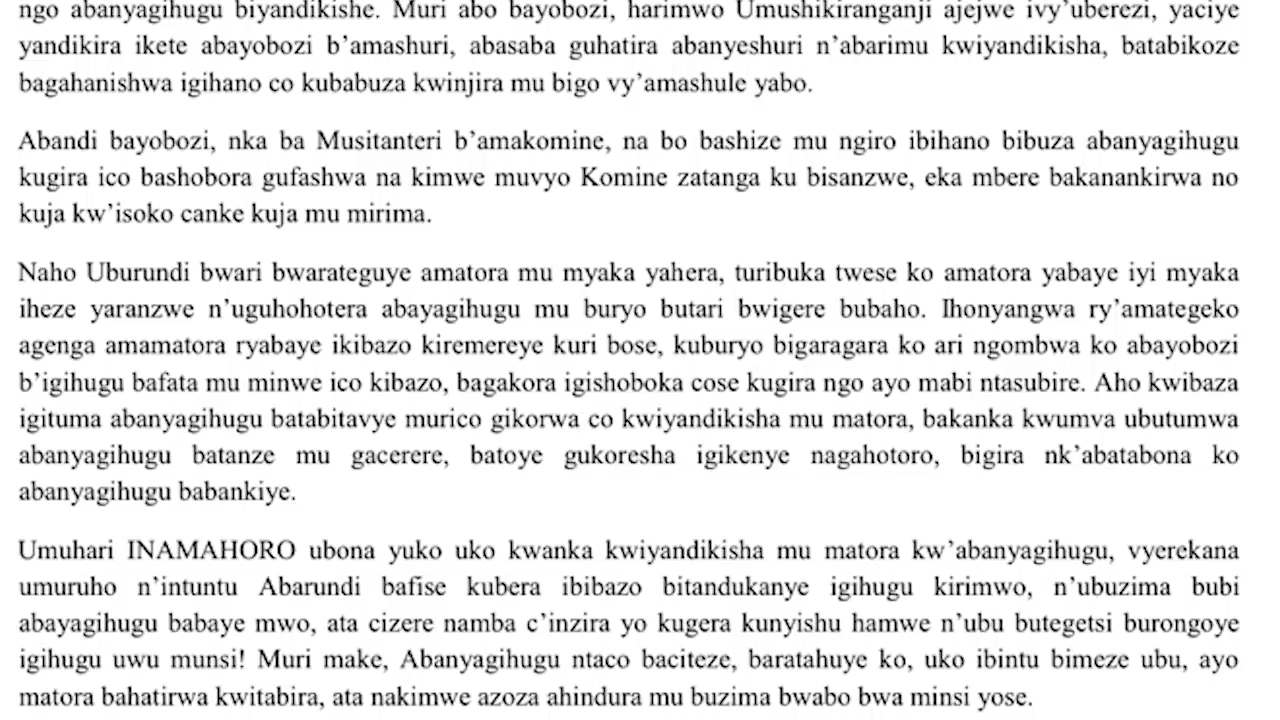 ngo abanyagihugu biyandikishe. Muri abo bayobozi, harimwo Umushikiranganji ajejwe ivy’uberezi, yaciye
yandikira ikete abayobozi b’amashuri, abasaba guhatira abanyeshuri n’abarimu kwiyandikisha, batabikoze
bagahanishwa igihano co kubabuza kwinjira mu bigo vy’amashule yabo.
Abandi bayobozi, nka ba Musitanteri b’amakomine, na bo bashize mu ngiro ibihano bibuza abanyagihugu
kugira ico bashobora gufashwa na kimwe muvyo Komine zatanga ku bisanzwe, eka mbere bakanankirwa no
kuja kw’isoko canke kuja mu mirima.
Naho Uburundi bwari bwarateguye amatora mu myaka yahera, turibuka twese ko amatora yabaye iyi myaka
iheze yaranzwe n’uguhohotera abayagihugu mu buryo butari bwigere bubaho. Ihonyangwa ry’amategeko
agenga amamatora ryabaye ikibazo kiremereye kuri bose, kuburyo bigaragara ko ari ngombwa ko abayobozi
b’igihugu bafata mu minwe ico kibazo, bagakora igishoboka cose kugira ngo ayo mabi ntasubire. Aho kwibaza
igituma abanyagihugu batabitavye murico gikorwa co kwiyandikisha mu matora, bakanka kwumva ubutumwa
abanyagihugu batanze mu gacerere, batoye gukoresha igikenye nagahotoro, bigira nk’abatabona ko
abanyagihugu babankiye.
Umuhari INAMAHORO ubona yuko uko kwanka kwiyandikisha mu matora kw’abanyagihugu, vyerekana
umuruho n’intuntu Abarundi bafise kubera ibibazo bitandukanye igihugu kirimwo, n’ubuzima bubi
abayagihugu babaye mwo, ata cizere namba c’inzira yo kugera kunyishu hamwe n’ubu butegetsi burongoye
igihugu uwu munsi! Muri make, Abanyagihugu ntaco baciteze, baratahuye ko, uko ibintu bimeze ubu, ayo
matora bahatirwa kwitabira, ata nakimwe azoza ahindura mu buzima bwabo bwa minsi yose.